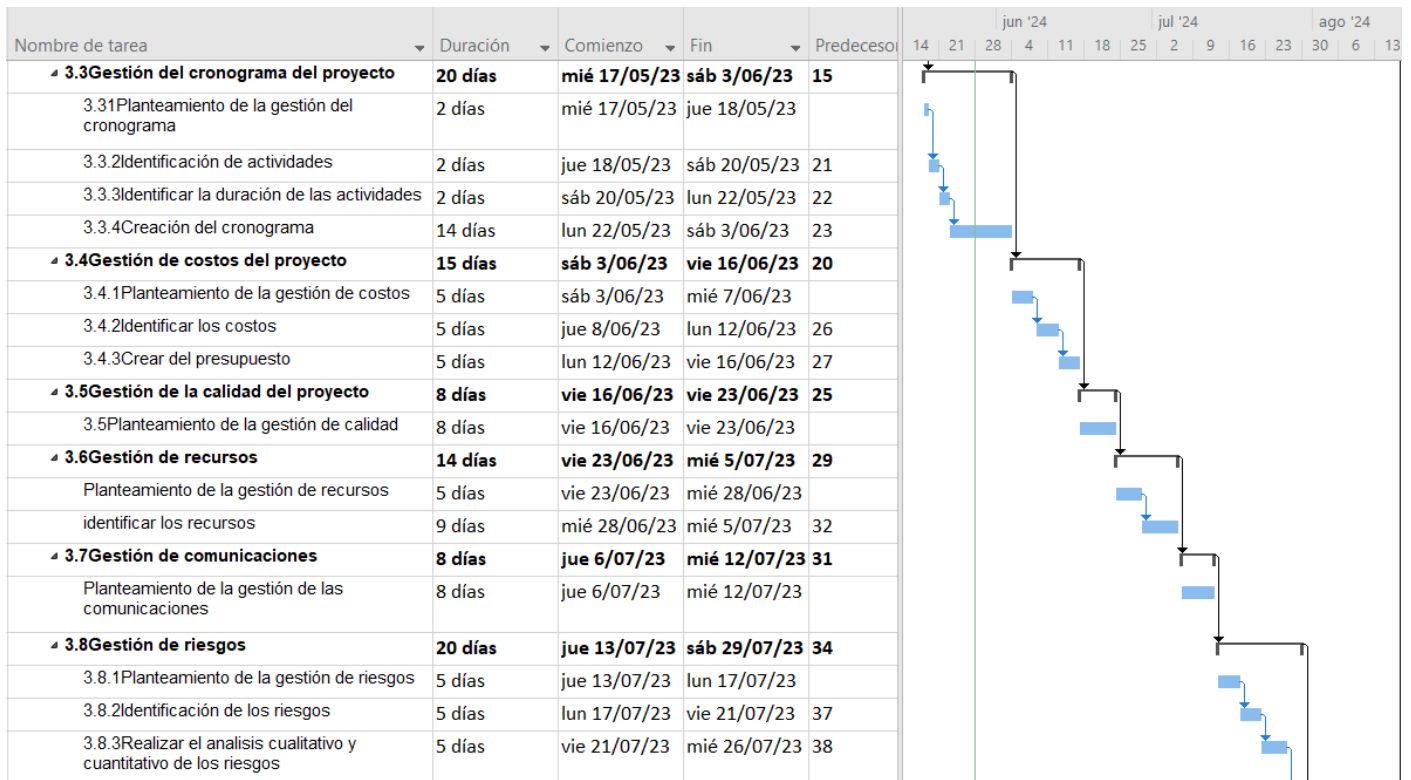 jun '24 jul '24 ago '24
Nombre de tarea Duración Comienzo Fin Predecesor 14 21 28 4 11 18 25 2 9 16 23 30 6 13
3.3Gestión del cronograma del proyecto 20 días mié 17/05/23 sáb 3/06/23 15
3.31Planteamiento de la gestión del
cronograma 2 días mié 17/05/23 jue 18/05/23
3.3.2Identificación de actividades 2 días jue 18/05/23 sáb 20/05/23 21
3.3.3Identificar la duración de las actividades 2 días sáb 20/05/23 lun 22/05/23 22
3.3.4Creación del cronograma 14 días lun 22/05/23 sáb 3/06/23 23
3.4Gestión de costos del proyecto 15 días sáb 3/06/23 vie 16/06/23 20
3.4.1Planteamiento de la gestión de costos 5 días sáb 3/06/23 mié 7/06/23
3.4.2Identificar los costos 5 días jue 8/06/23 lun 12/06/23 26
3.4.3Crear del presupuesto 5 días lun 12/06/23 vie 16/06/23 27
3.5Gestión de la calidad del proyecto 8 días vie 16/06/23 vie 23/06/23 25
3.5Planteamiento de la gestión de calidad 8 días vie 16/06/23 vie 23/06/23
3.6Gestión de recursos 14 días vie 23/06/23 mié 5/07/23 29
Planteamiento de la gestión de recursos 5 días vie 23/06/23 mié 28/06/23
identificar los recursos 9 días mié 28/06/23 mié 5/07/23 32
3.7Gestión de comunicaciones 8 días jue 6/07/23 mié 12/07/23 31
Planteamiento de la gestión de las
comunicaciones 8 días jue 6/07/23 mié 12/07/23
3.8Gestión de riesgos 20 días jue 13/07/23 sáb 29/07/23 34
3.8.1Planteamiento de la gestión de riesgos 5 días jue 13/07/23 lun 17/07/23
3.8.2Identificación de los riesgos 5 días lun 17/07/23 vie 21/07/23 37
3.8.3Realizar el analisis cualitativo y
cuantitativo de los riesgos 5 días vie 21/07/23 mié 26/07/23 38